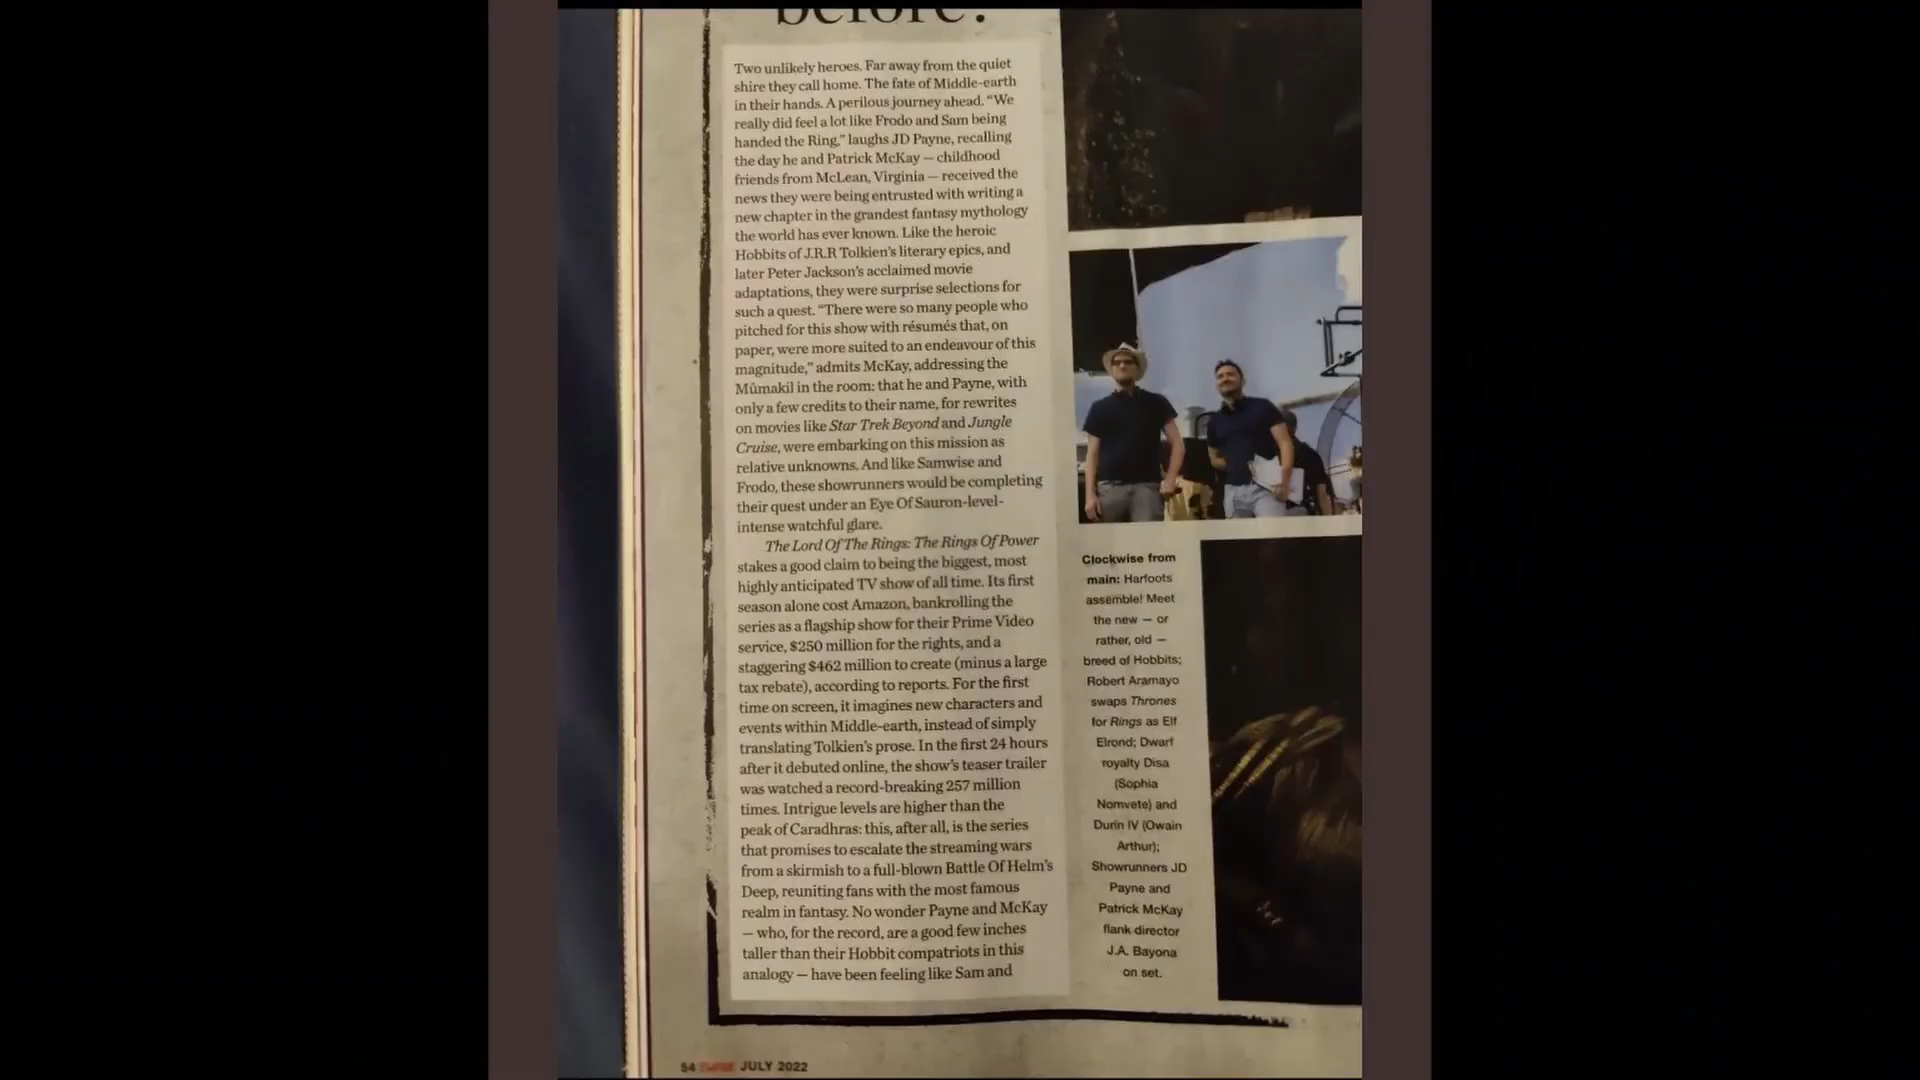 before?
Two unlikely heroes. Far away from the quiet
shire they call home. The fate of Middle-earth
in their hands. A perilous journey ahead. “We
really did feel a lot like Frodo and Sam being
handed the Ring,” laughs JD Payne, recalling
the day he and Patrick McKay — childhood
friends from McLean, Virginia — received the
news they were being entrusted with writing a
new chapter in the grandest fantasy mythology
the world has ever known. Like the heroic
Hobbits of J.R.R Tolkien’s literary epics, and
later Peter Jackson’s acclaimed movie
adaptations, they were surprise selections for
such a quest. “There were so many people who
pitched for this show with résumés that, on
paper, were more suited to an endeavour of this
magnitude,” admits McKay, addressing the
Mûmakil in the room: that he and Payne, with
only a few credits to their name, for rewrites
on movies like Star Trek Beyond and Jungle
Cruise, were embarking on this mission as
relative unknowns. And like Samwise and
Frodo, these showrunners would be completing
their quest under an Eye Of Sauron-level-
intense watchful glare.
The Lord Of The Rings: The Rings Of Power
stakes a good claim to being the biggest, most
highly anticipated TV show of all time. Its first
season alone cost Amazon, bankrolling the
series as a flagship show for their Prime Video
service, $250 million for the rights, and a
staggering $462 million to create (minus a large
tax rebate), according to reports. For the first
time on screen, it imagines new characters and
events within Middle-earth, instead of simply
translating Tolkien’s prose. In the first 24 hours
after it debuted online, the show’s teaser trailer
was watched a record-breaking 257 million
times. Intrigue levels are higher than the
peak of Caradhras: this, after all, is the series
that promises to escalate the streaming wars
from a skirmish to a full-blown Battle Of Helm’s
Deep, reuniting fans with the most famous
realm in fantasy. No wonder Payne and McKay
— who, for the record, are a good few inches
taller than their Hobbit compatriots in this
analogy — have been feeling like Sam and
Clockwise from
main: Harfoots
assemble! Meet
the new — or
rather, old —
breed of Hobbits;
Robert Aramayo
swaps Thrones
for Rings as Elf
Elrond; Dwarf
royalty Disa
(Sophia
Nomvete) and
Durin IV (Owain
Arthur);
Showrunners JD
Payne and
Patrick McKay
flank director
J.A. Bayona
on set.
54 EMPIRE JULY 2022